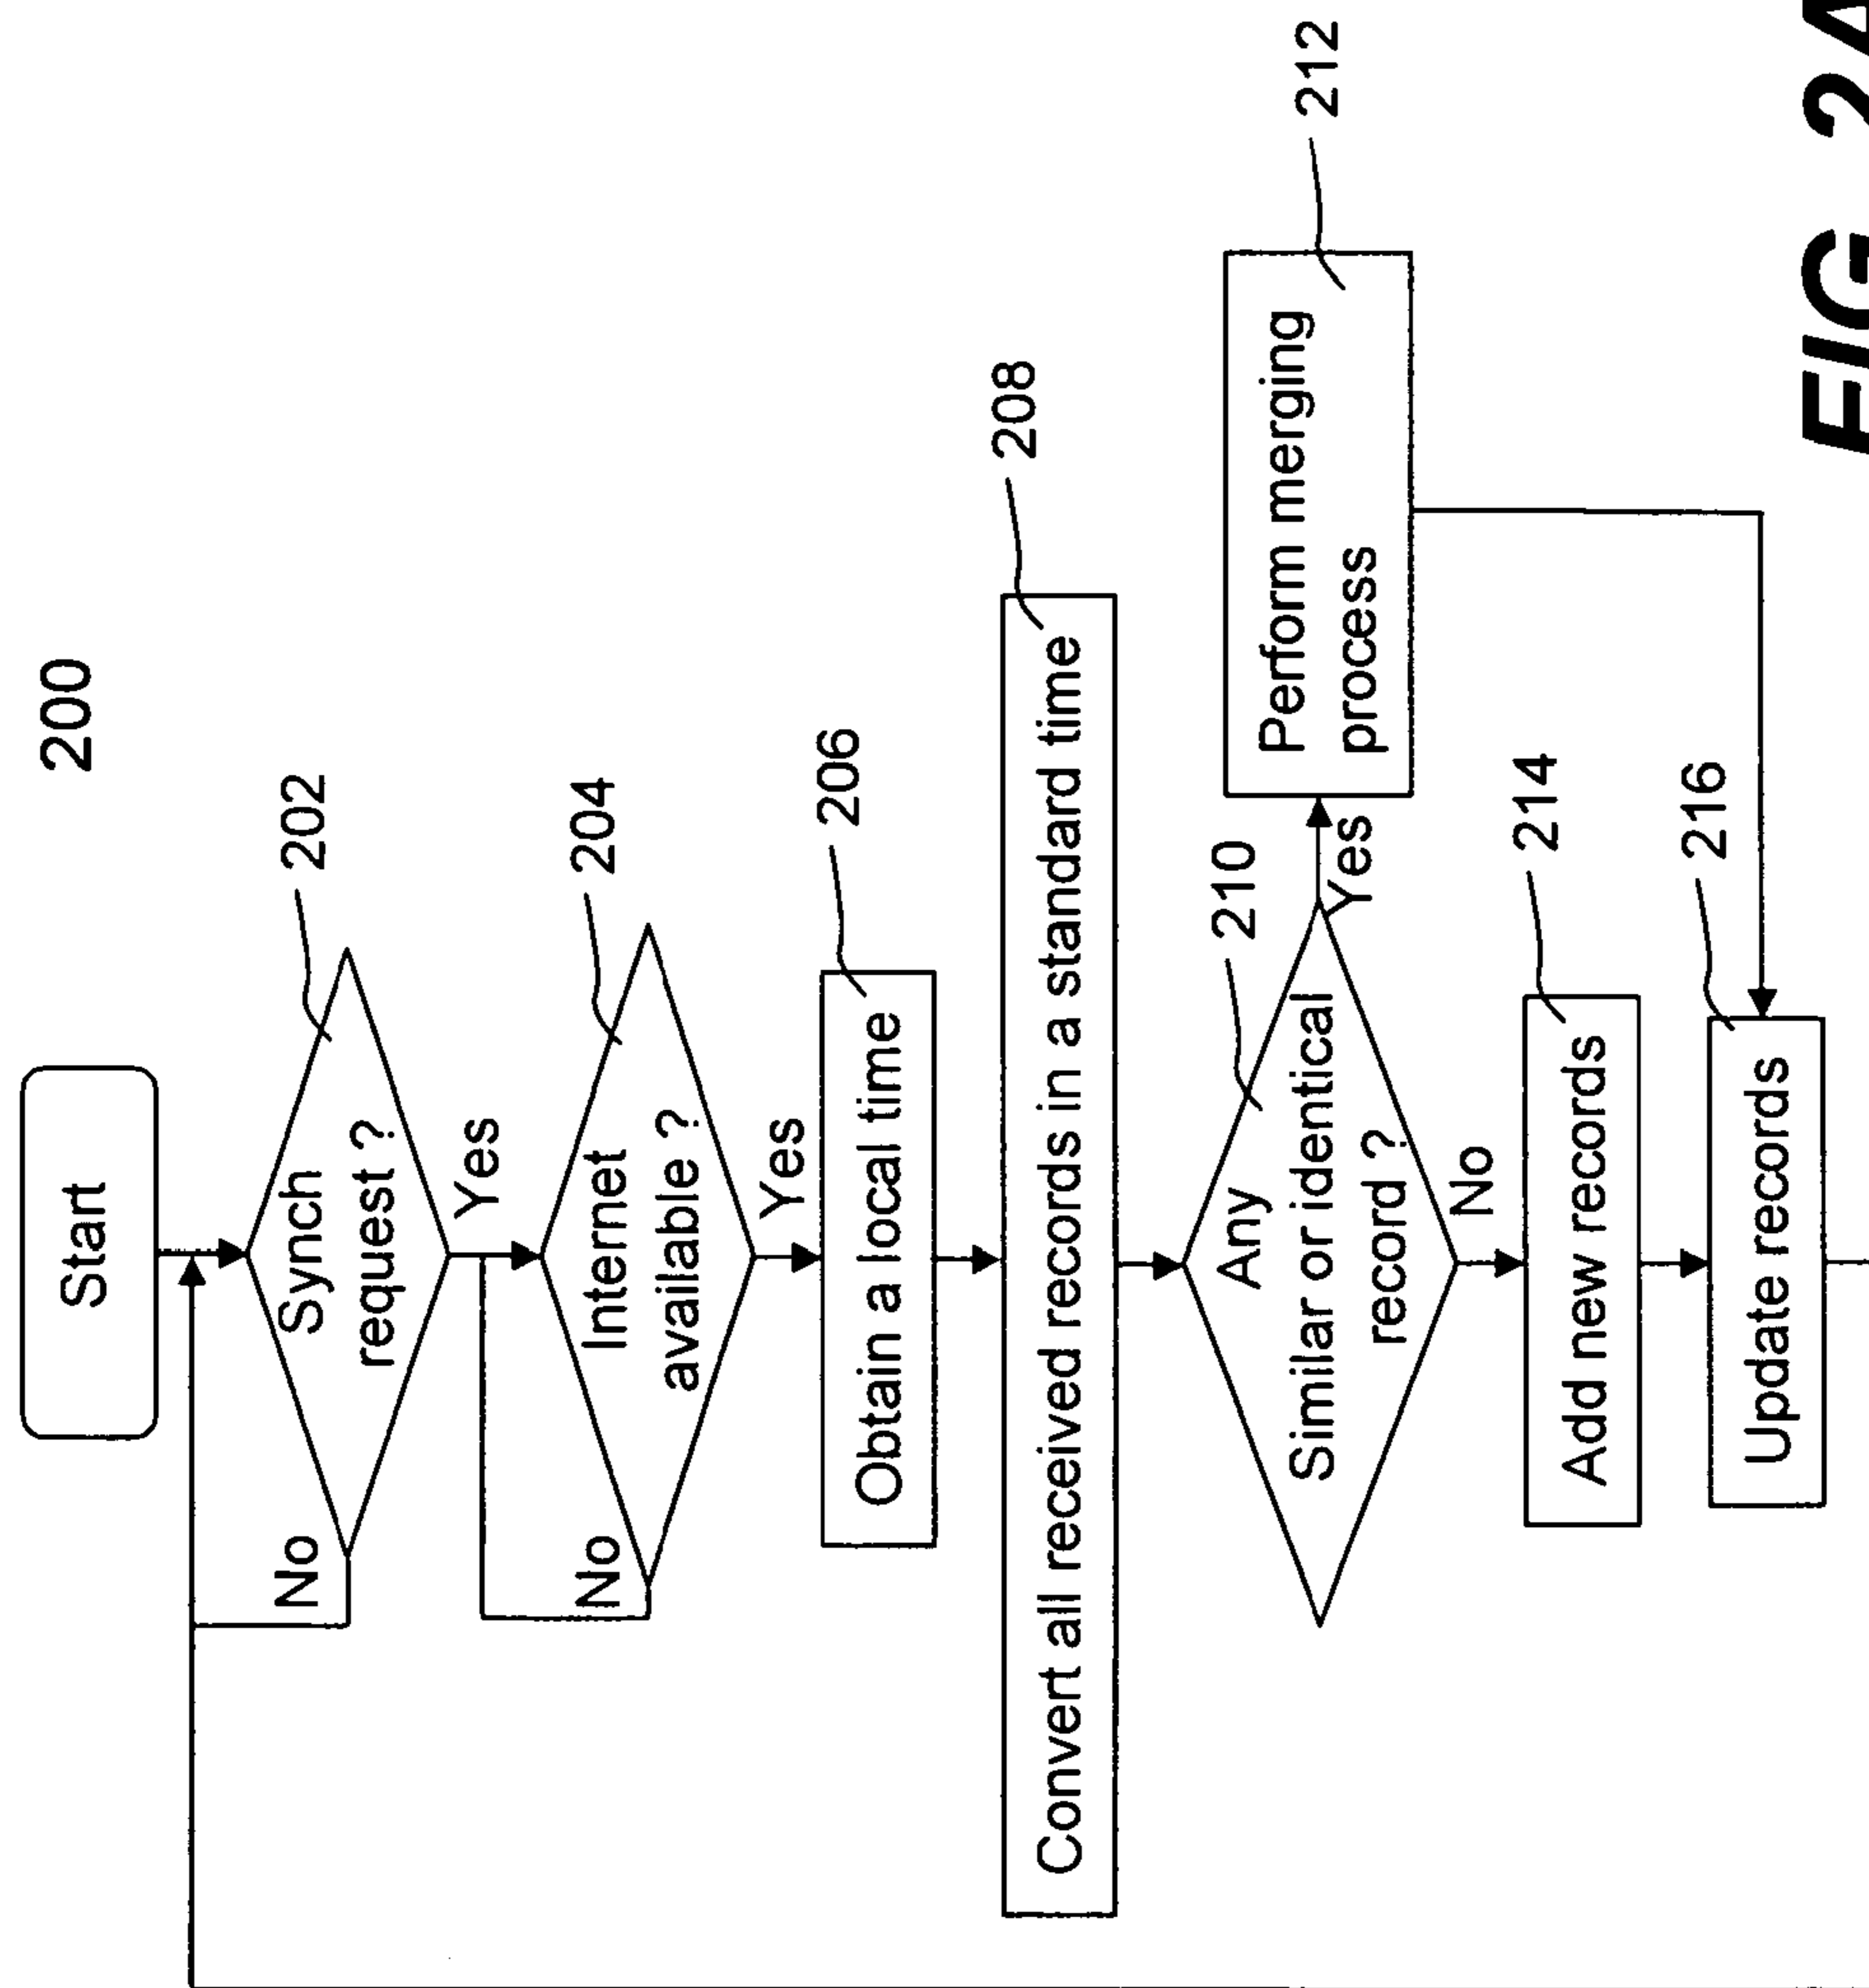 200
Start
202
Synch
request ?
No
Yes
204
Internet
available ?
No
Yes
206
Obtain a local time
208
Convert all received records in a standard time
210
Any
Similar or identical
record ?
Yes
No
212
Perform merging
process
214
Add new records
216
Update records
FIG. 2A